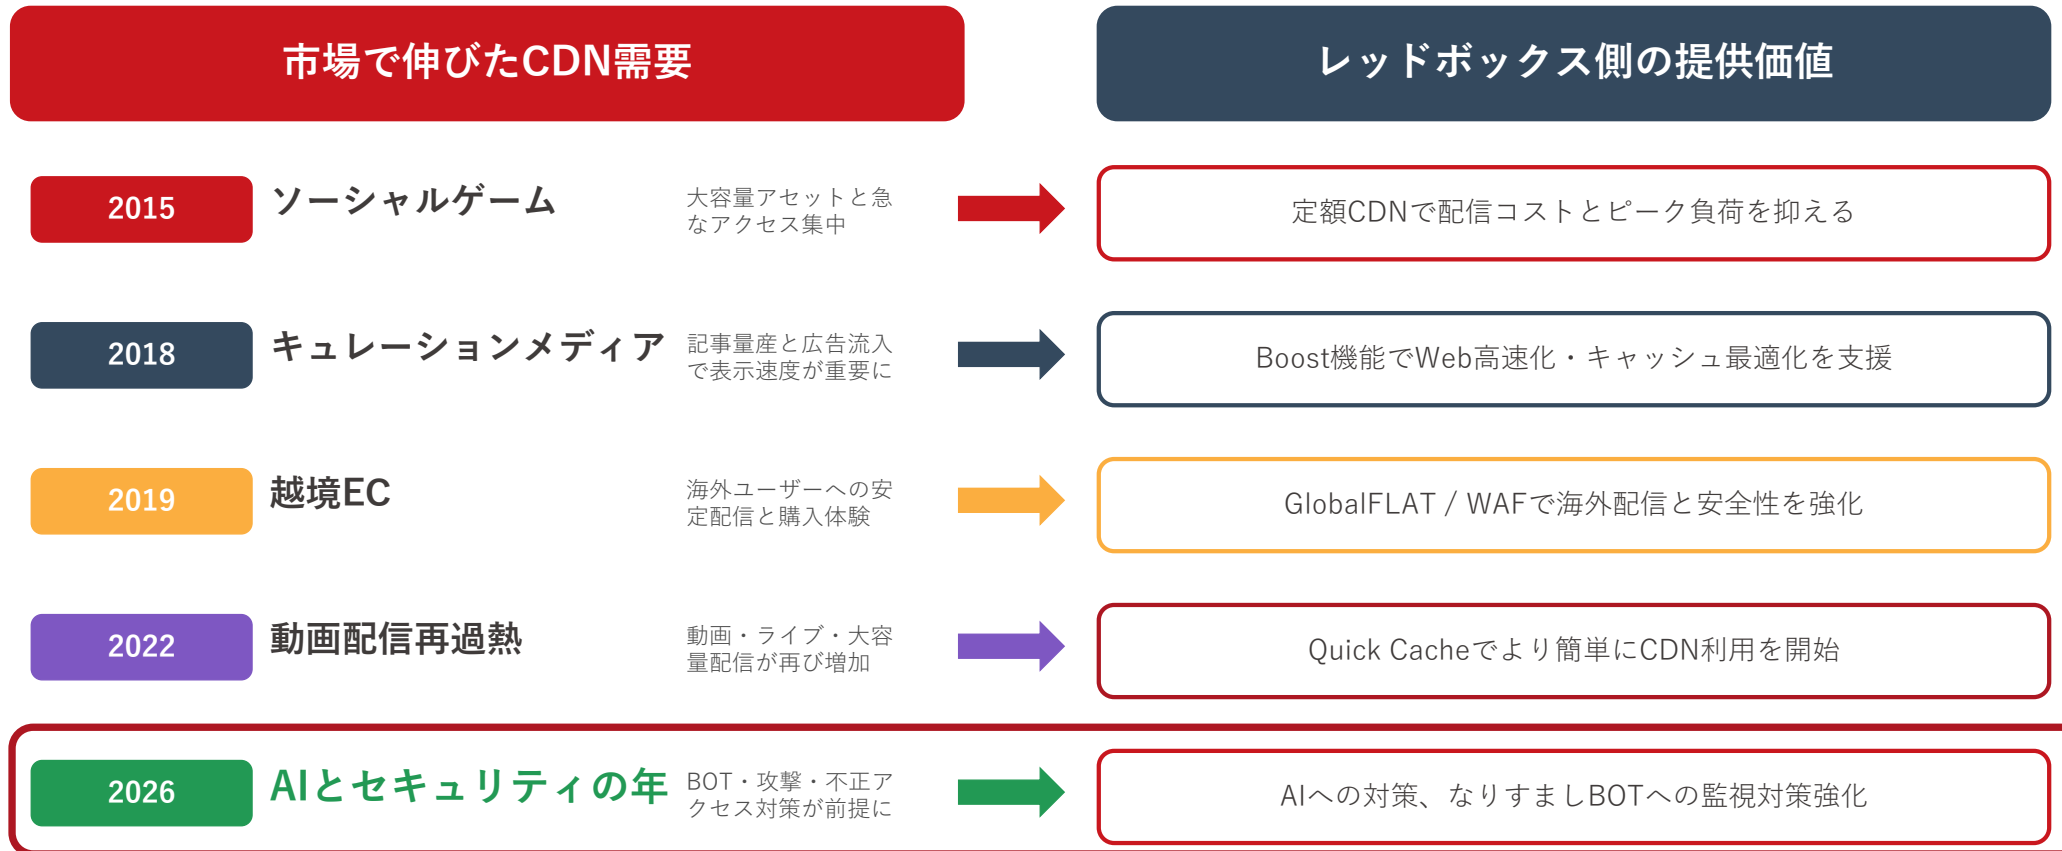 市場で伸びたCDN需要
レッドボックス側の提供価値
2015
ソーシャルゲーム
大容量アセットと急
なアクセス集中
定額CDNで配信コストとピーク負荷を抑える
2018
キュレーションメディア
記事量産と広告流入
で表示速度が重要に
Boost機能でWeb高速化・キャッシュ最適化を支援
2019
越境EC
海外ユーザーへの安
定配信と購入体験
GlobalFLAT / WAFで海外配信と安全性を強化
2022
動画配信再過熱
動画・ライブ・大容
量配信が再び増加
Quick Cacheでより簡単にCDN利用を開始
2026
AIとセキュリティの年
BOT・攻撃・不正ア
クセス対策が前提に
AIへの対策、なりすましBOTへの監視対策強化